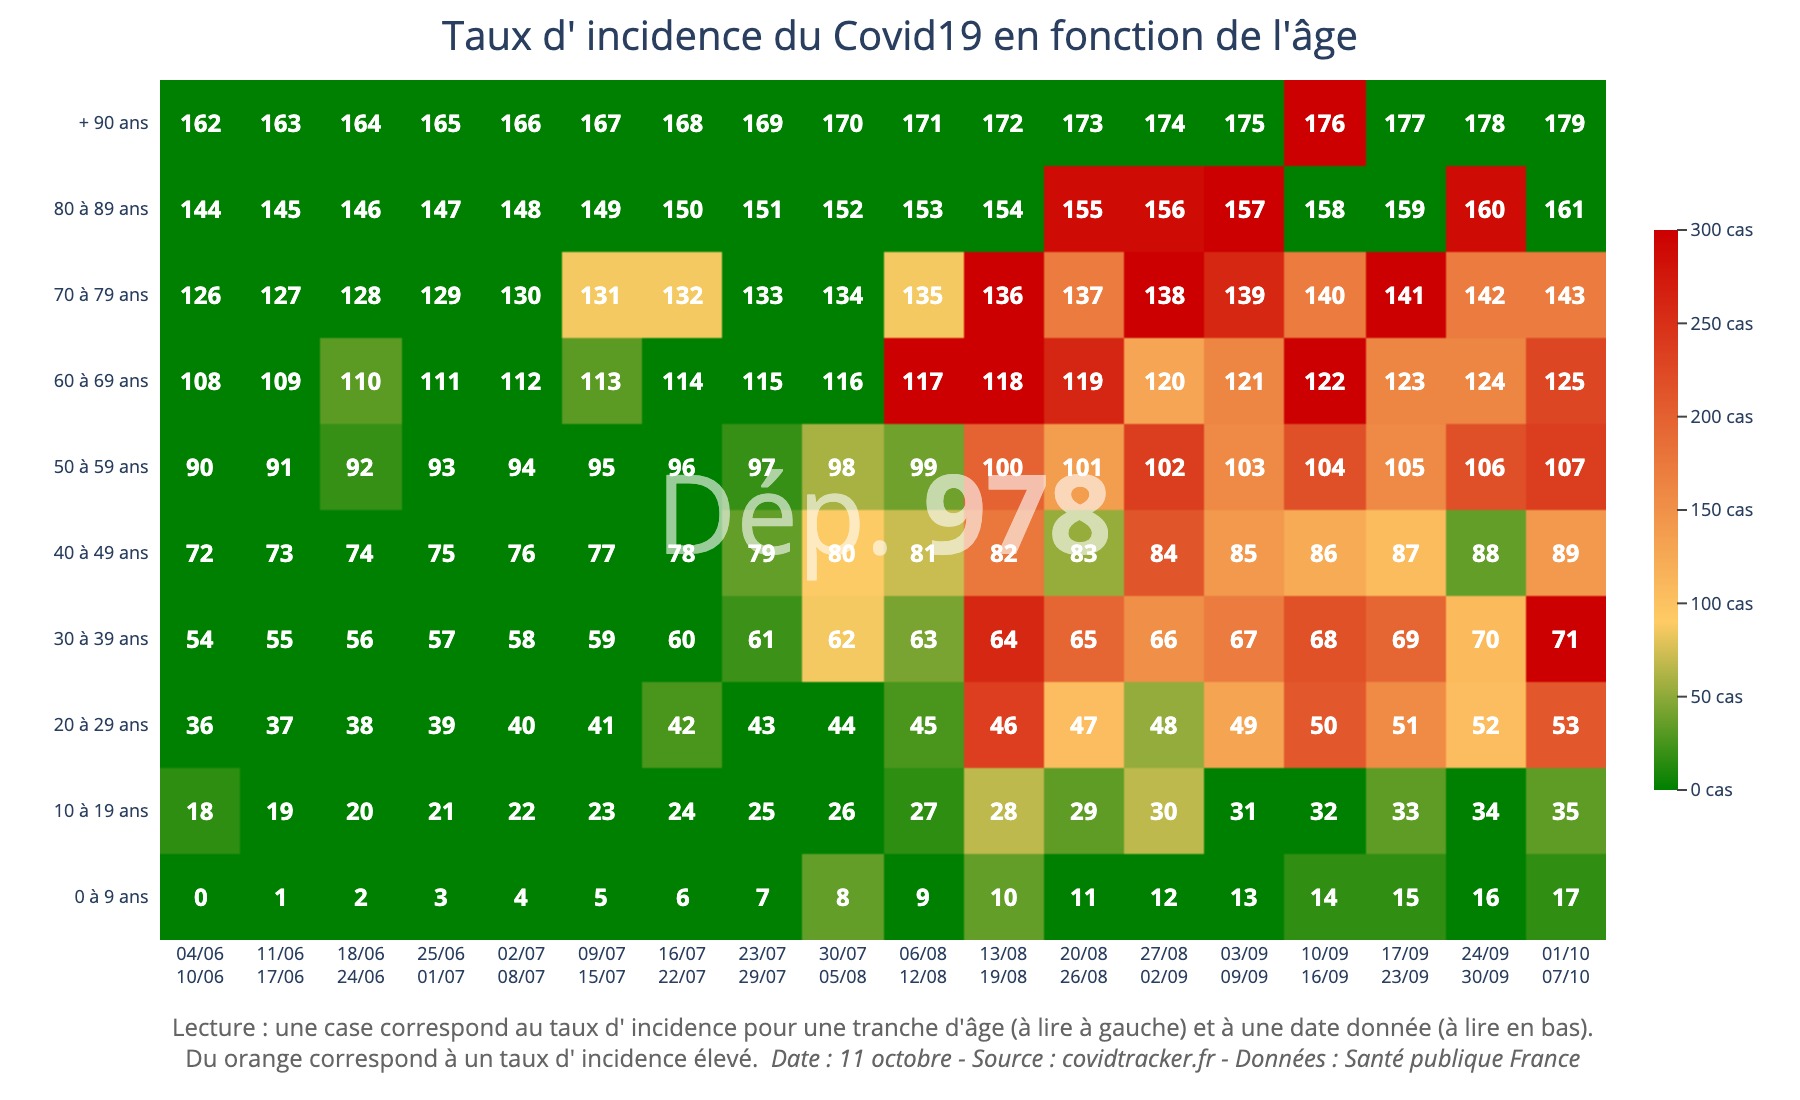 Taux d' incidence du Covid19 en fonction de l'âge
+ 90 ans 162 163 164 165 166 167 168 169 170 171 172 173 174 175 176 177 178 179
80 à 89 ans 144 145 146 147 148 149 150 151 152 153 154 155 156 157 158 159 160 161
70 à 79 ans 126 127 128 129 130 131 132 133 134 135 136 137 138 139 140 141 142 143
60 à 69 ans 108 109 110 111 112 113 114 115 116 117 118 119 120 121 122 123 124 125
50 à 59 ans 90 91 92 93 94 95 96 97 98 99 100 101 102 103 104 105 106 107
Dép. 978
40 à 49 ans 72 73 74 75 76 77 78 79 80 81 82 83 84 85 86 87 88 89
30 à 39 ans 54 55 56 57 58 59 60 61 62 63 64 65 66 67 68 69 70 71
20 à 29 ans 36 37 38 39 40 41 42 43 44 45 46 47 48 49 50 51 52 53
10 à 19 ans 18 19 20 21 22 23 24 25 26 27 28 29 30 31 32 33 34 35
0 à 9 ans 0 1 2 3 4 5 6 7 8 9 10 11 12 13 14 15 16 17
04/06 11/06 18/06 25/06 02/07 09/07 16/07 23/07 30/07 06/08 13/08 20/08 27/08 03/09 10/09 17/09 24/09 01/10
10/06 17/06 24/06 01/07 08/07 15/07 22/07 29/07 05/08 12/08 19/08 26/08 02/09 09/09 16/09 23/09 30/09 07/10
300 cas
250 cas
200 cas
150 cas
100 cas
50 cas
0 cas
Lecture : une case correspond au taux d' incidence pour une tranche d'âge (à lire à gauche) et à une date donnée (à lire en bas).
Du orange correspond à un taux d' incidence élevé. Date : 11 octobre - Source : covidtracker.fr - Données : Santé publique France